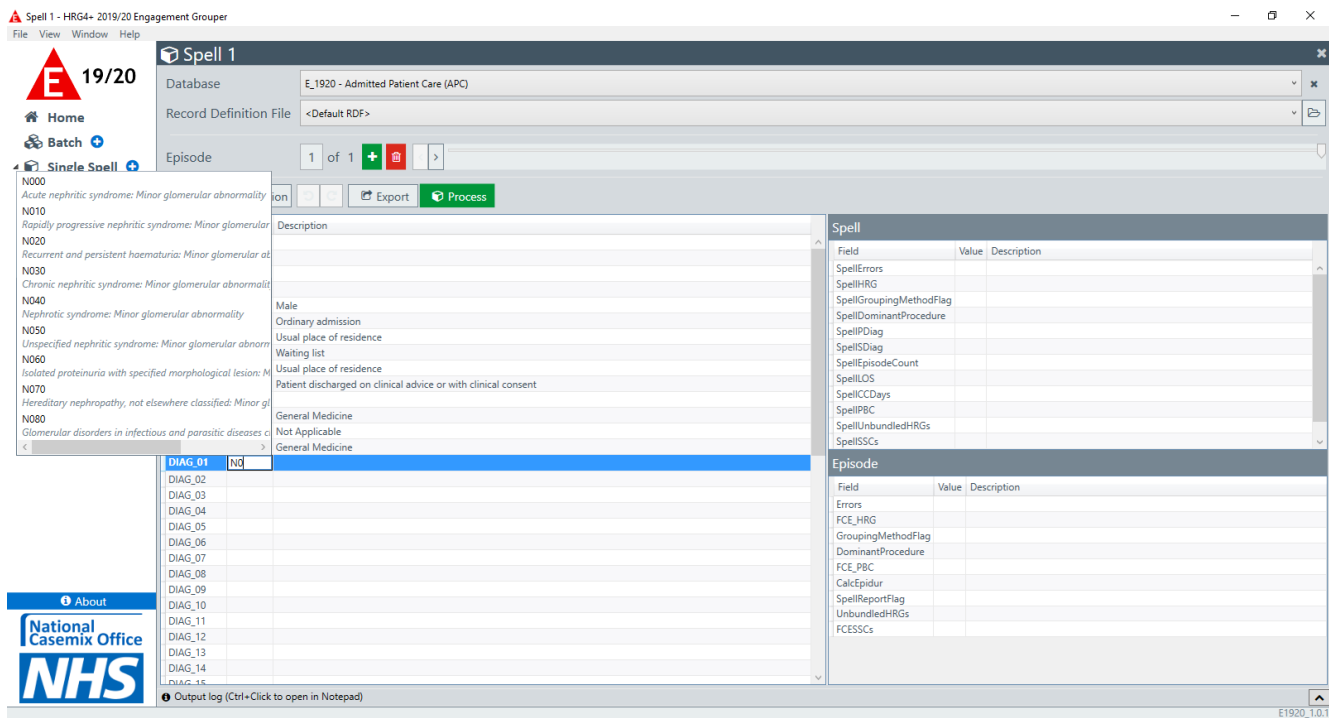 Spell 1 - HRG4+ 2019/20 Engagement Grouper
File View Window Help
E 19/20
Home
Batch
Single Spell
Spell 1
Database E_1920 - Admitted Patient Care (APC)
Record Definition File <Default RDF>
Episode 1 of 1
ion Export Process
N000
Acute nephritic syndrome: Minor glomerular abnormality
N010
Rapidly progressive nephritic syndrome: Minor glomerular
N020
Recurrent and persistent haematuria: Minor glomerular
N030
Chronic nephritic syndrome: Minor glomerular
N040
Nephrotic syndrome: Minor glomerular abnormality
N050
Unspecified nephritic syndrome: Minor glomerular
N060
Isolated proteinuria with specified morphological lesion:
N070
Hereditary nephropathy, not elsewhere classified: Minor
N080
Glomerular disorders in infectious and parasitic diseases
Description
Male
Ordinary admission
Usual place of residence
Waiting list
Usual place of residence
Patient discharged on clinical advice or with clinical consent
General Medicine
Not Applicable
General Medicine
DIAG_01 N0
DIAG_02
DIAG_03
DIAG_04
DIAG_05
DIAG_06
DIAG_07
DIAG_08
DIAG_09
DIAG_10
DIAG_11
DIAG_12
DIAG_13
DIAG_14
DIAG_15
Spell
Field Value Description
SpellErrors
SpellHRG
SpellGroupingMethodFlag
SpellDominantProcedure
SpellPDiag
SpellSDiag
SpellEpisodeCount
SpellLOS
SpellCCDays
SpellPBC
SpellUnbundledHRGs
SpellSSCs
Episode
Field Value Description
Errors
FCE_HRG
GroupingMethodFlag
DominantProcedure
FCE_PBC
CalcEpidur
SpellReportFlag
UnbundledHRGs
FCESSCs
About
National
Casemix Office
NHS
Output log (Ctrl+Click to open in Notepad)
E1920_1.0.1